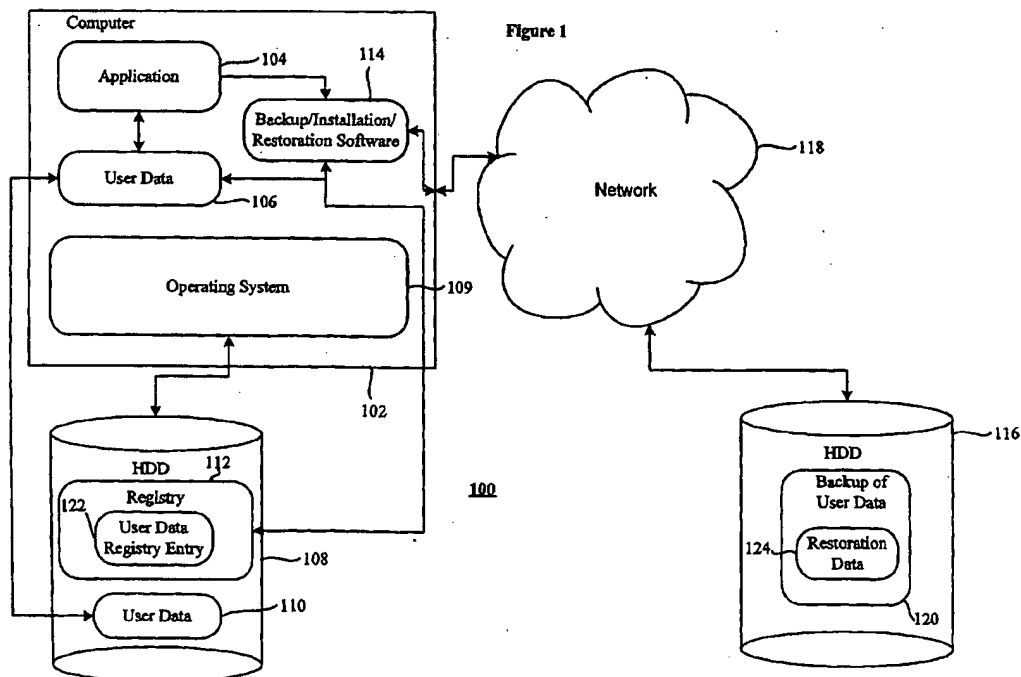 Computer
Figure 1
Application
104
114
Backup/Installation/
Restoration Software
User Data
106
118
Network
Operating System
109
102
HDD
112
Registry
122
User Data
Registry Entry
108
User Data
110
100
116
HDD
Backup of
User Data
124
Restoration
Data
120